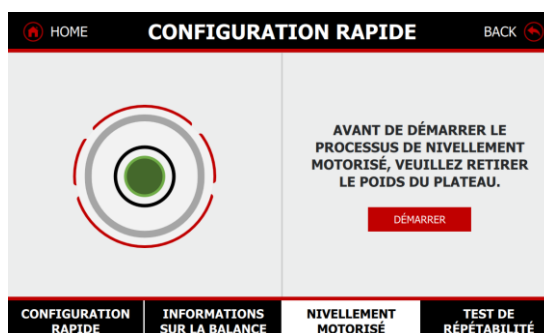 HOME
CONFIGURATION RAPIDE
BACK
AVANT DE DÉMARRER LE
PROCESSUS DE NIVELLEMENT
MOTORISÉ, VEUILLEZ RETIRER
LE POIDS DU PLATEAU.
DÉMARRER
CONFIGURATION
RAPIDE
INFORMATIONS
SUR LA BALANCE
NIVELLEMENT
MOTORISÉ
TEST DE
RÉPÉTABILITÉ